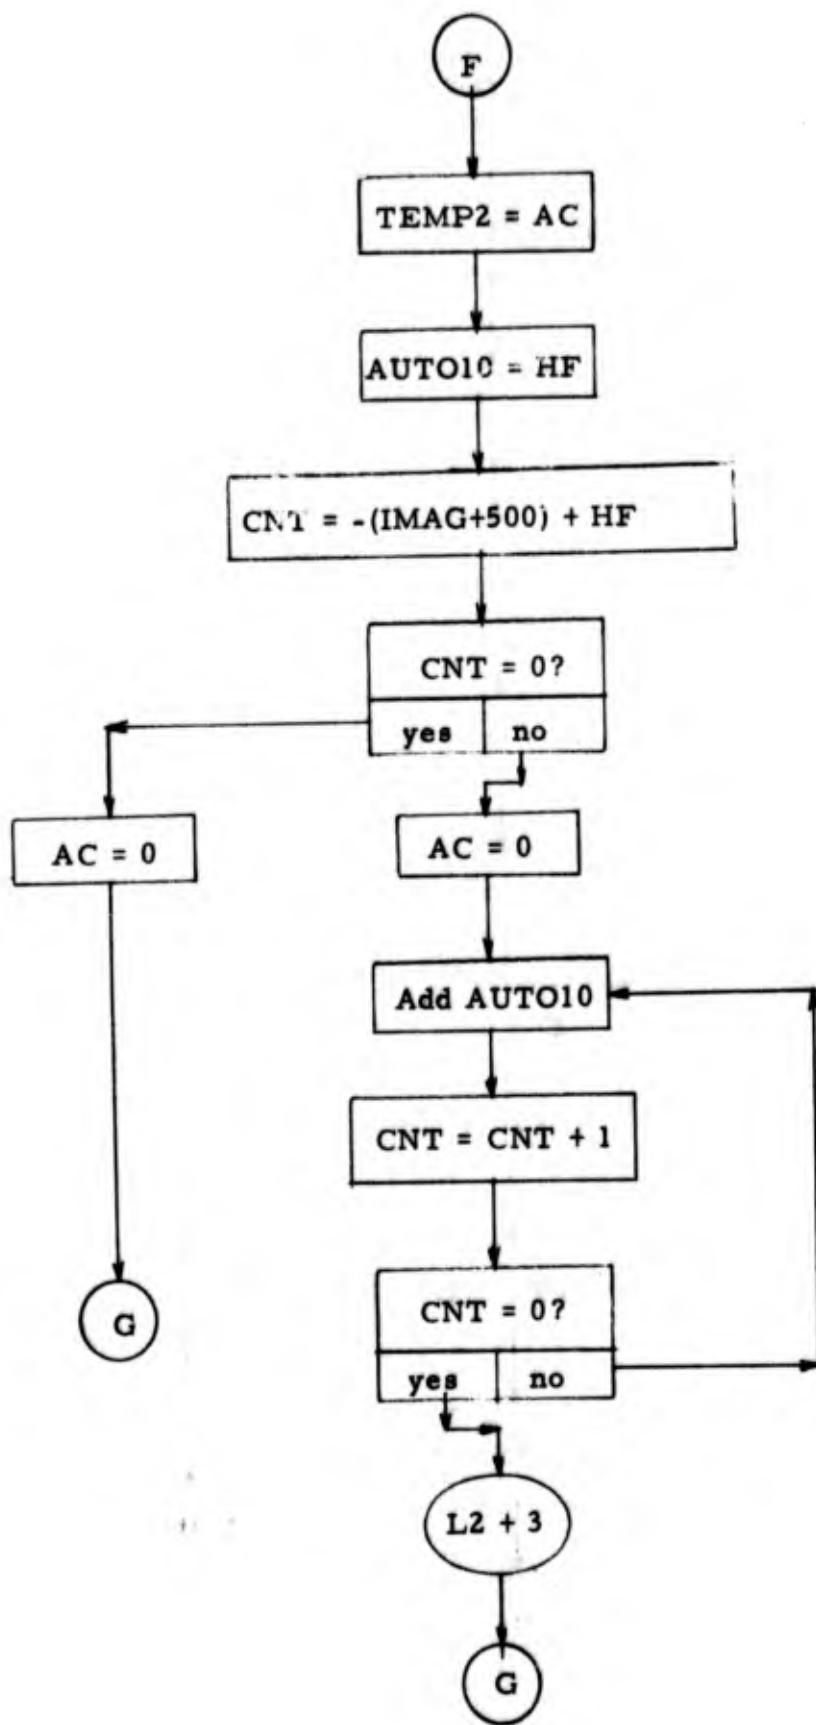 F
TEMP2 = AC
AUTO10 = HF
CNT = -(IMAG+500) + HF
CNT = 0?
yes no
AC = 0
AC = 0
Add AUTO10
CNT = CNT + 1
G
CNT = 0?
yes no
L2 + 3
G